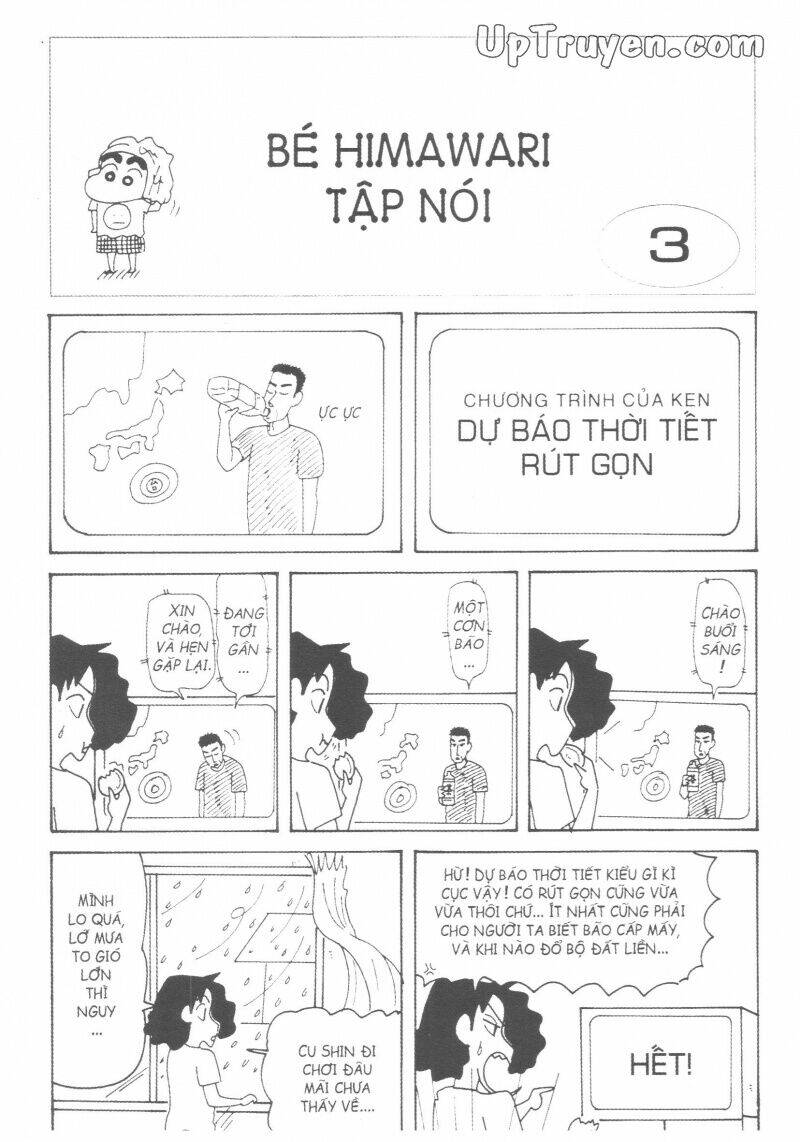 UpTruyen.com
BÉ HIMAWARI
TẬP NÓI
3
CHƯƠNG TRÌNH CỦA KEN
DỰ BÁO THỜI TIẾT
RÚT GỌN
ỰC ỰC
CHÀO
BUỔI
SÁNG
!
MỘT
CƠN
BÃO
...
ĐANG
TỚI
GẦN
...
XIN
CHÀO,
VÀ HẸN
GẶP LẠI.
HỪ! DỰ BÁO THỜI TIẾT KIỂU GÌ KÌ
CỤC VẬY! CÓ RÚT GỌN CŨNG VỪA
VỪA THÔI CHỨ... ÍT NHẤT CŨNG PHẢI
CHO NGƯỜI TA BIẾT BÃO CẤP MẤY,
VÀ KHI NÀO ĐỔ BỘ ĐẤT LIỀN...
HẾT!
CU SHIN ĐI
CHƠI ĐÂU
MÃI CHƯA
THẤY VỀ....
MÌNH
LO QUÁ,
LỠ MƯA
TO GIÓ
LỚN
THÌ
NGUY
...